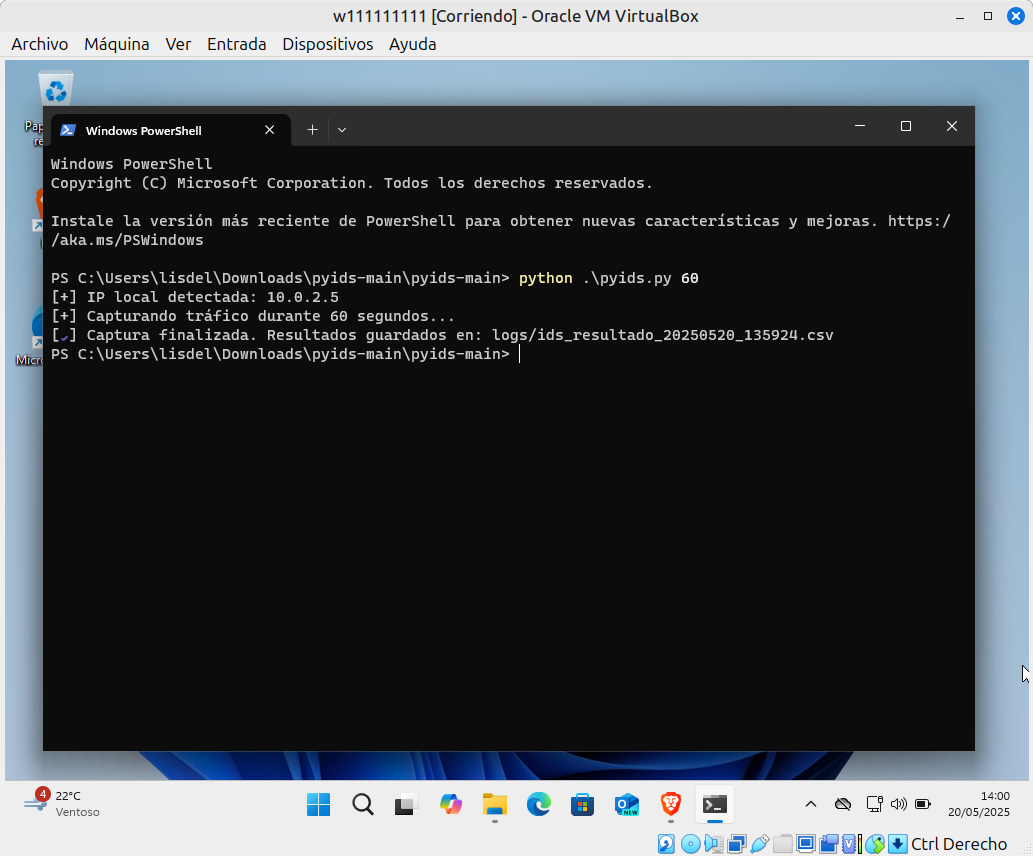 w111111111 [Corriendo] - Oracle VM VirtualBox
Archivo Máquina Ver Entrada Dispositivos Ayuda
Windows PowerShell
Windows PowerShell
Copyright (C) Microsoft Corporation. Todos los derechos reservados.
Instale la versión más reciente de PowerShell para obtener nuevas características y mejoras. https:/
/aka.ms/PSWindows
PS C:\Users\lisdel\Downloads\pyids-main\pyids-main> python .\pyids.py 60
[+] IP local detectada: 10.0.2.5
[+] Capturando tráfico durante 60 segundos...
[✓] Captura finalizada. Resultados guardados en: logs/ids_resultado_20250520_135924.csv
PS C:\Users\lisdel\Downloads\pyids-main\pyids-main>
4
22°C
Ventoso
NEW
14:00
20/05/2025
Ctrl Derecho